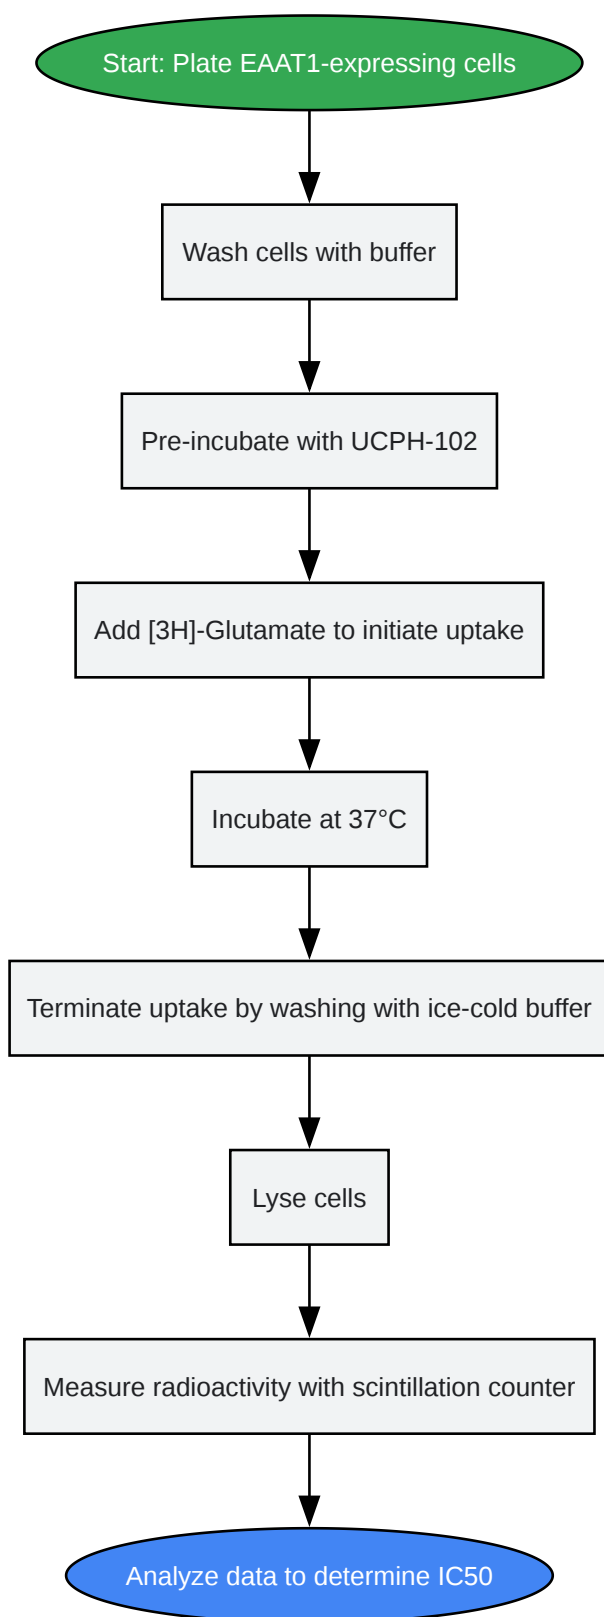 Start: Plate EAAT1-expressing cells
Wash cells with buffer
Pre-incubate with UCPH-102
Add [3H]-Glutamate to initiate uptake
Incubate at 37°C
Terminate uptake by washing with ice-cold buffer
Lyse cells
Measure radioactivity with scintillation counter
Analyze data to determine IC50